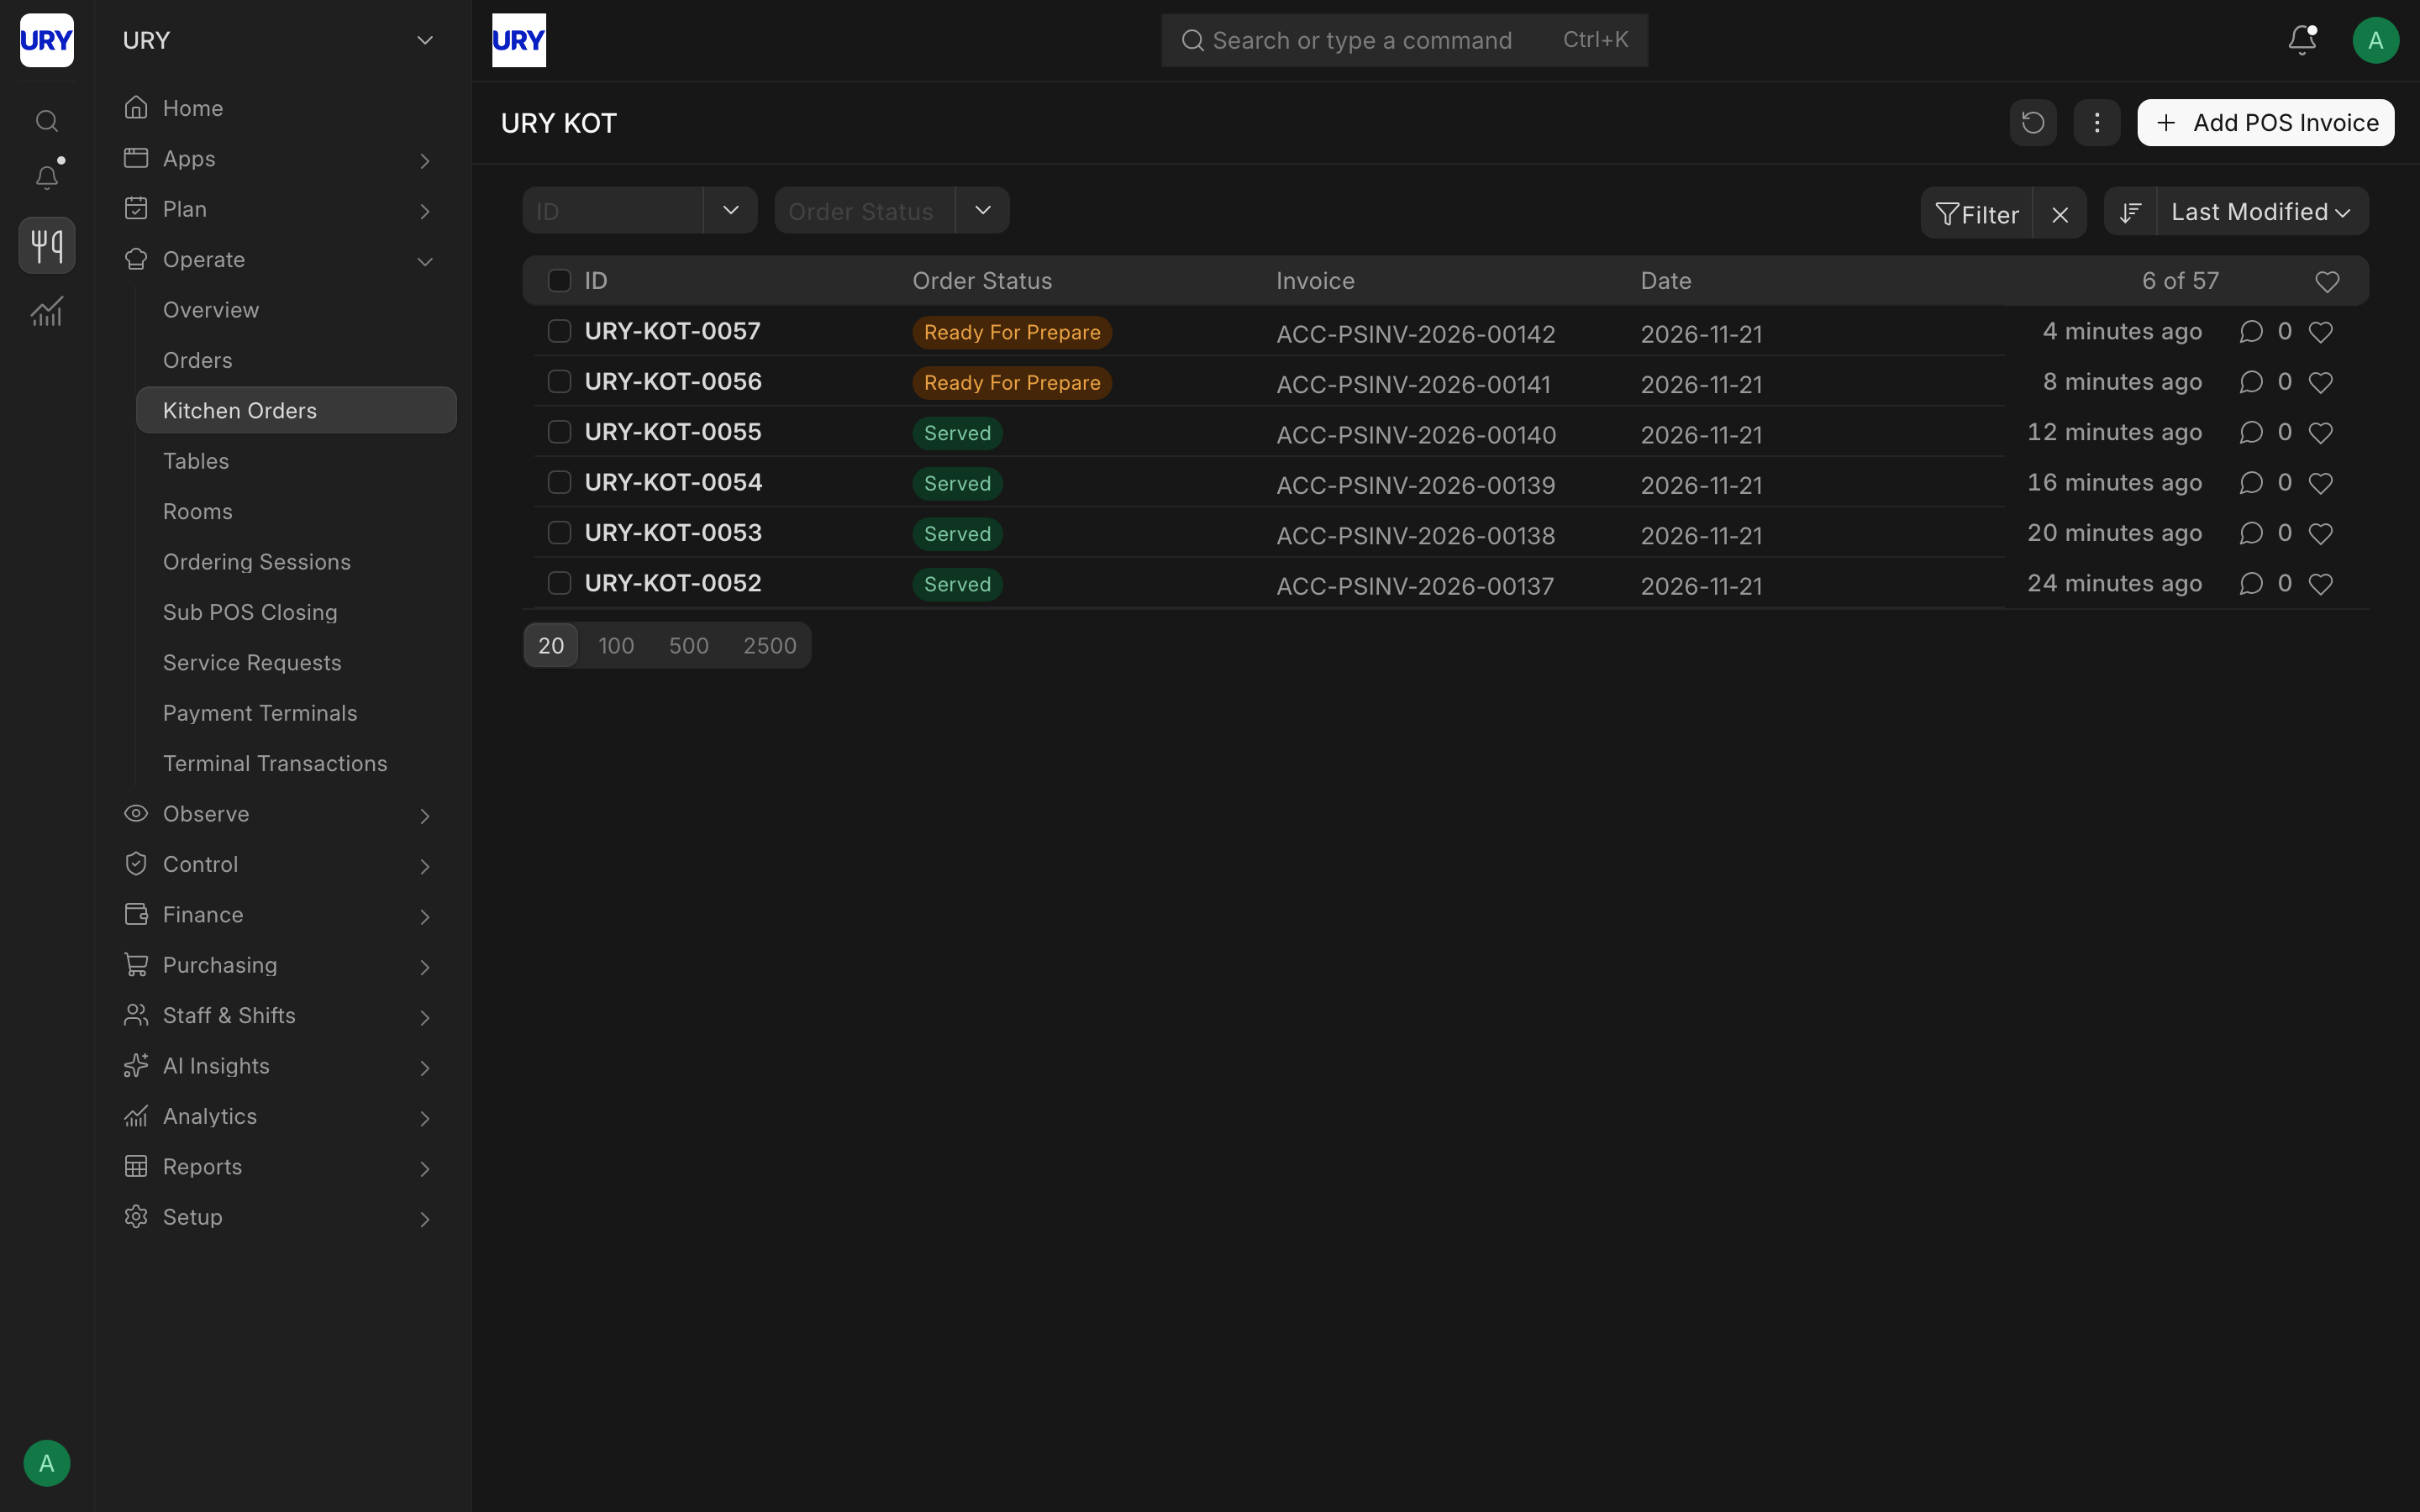 URY
URY
URY
Search or type a command Ctrl+K
A
Home
Apps
Plan
Operate
Overview
Orders
Kitchen Orders
Tables
Rooms
Ordering Sessions
Sub POS Closing
Service Requests
Payment Terminals
Terminal Transactions
Observe
Control
Finance
Purchasing
Staff & Shifts
AI Insights
Analytics
Reports
Setup
A
URY KOT
Add POS Invoice
ID
Order Status
Filter
Last Modified
ID Order Status Invoice Date 6 of 57
URY-KOT-0057 Ready For Prepare ACC-PSINV-2026-00142 2026-11-21 4 minutes ago 0
URY-KOT-0056 Ready For Prepare ACC-PSINV-2026-00141 2026-11-21 8 minutes ago 0
URY-KOT-0055 Served ACC-PSINV-2026-00140 2026-11-21 12 minutes ago 0
URY-KOT-0054 Served ACC-PSINV-2026-00139 2026-11-21 16 minutes ago 0
URY-KOT-0053 Served ACC-PSINV-2026-00138 2026-11-21 20 minutes ago 0
URY-KOT-0052 Served ACC-PSINV-2026-00137 2026-11-21 24 minutes ago 0
20 100 500 2500